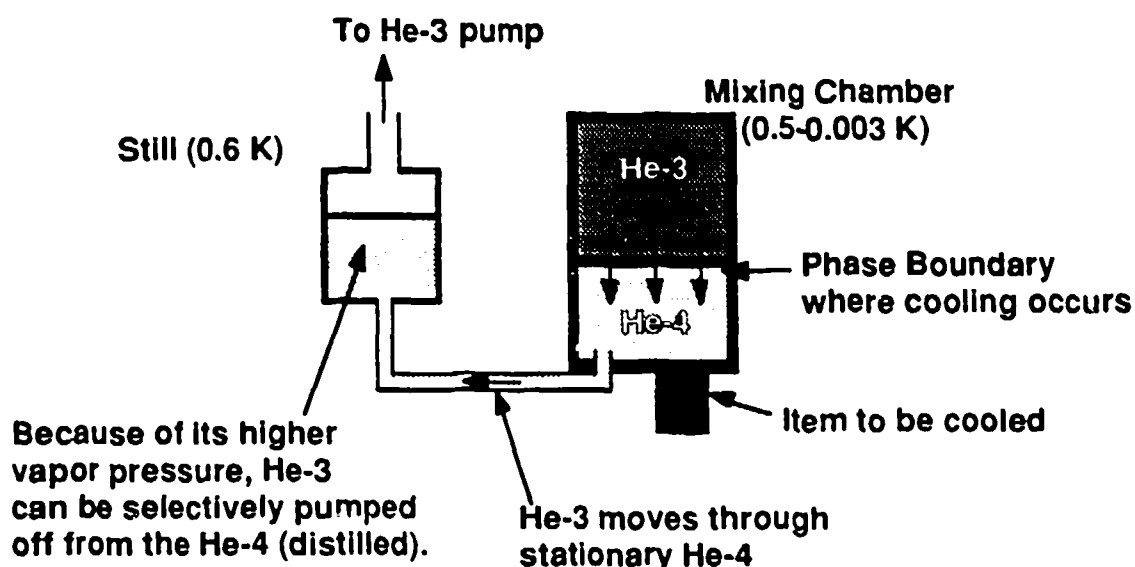 To He-3 pump
Still (0.6 K)
Mixing Chamber
(0.5-0.003 K)
He-3
Phase Boundary
where cooling occurs
He-4
Item to be cooled
Because of its higher
vapor pressure, He-3
can be selectively pumped
off from the He-4 (distilled).
He-3 moves through
stationary He-4